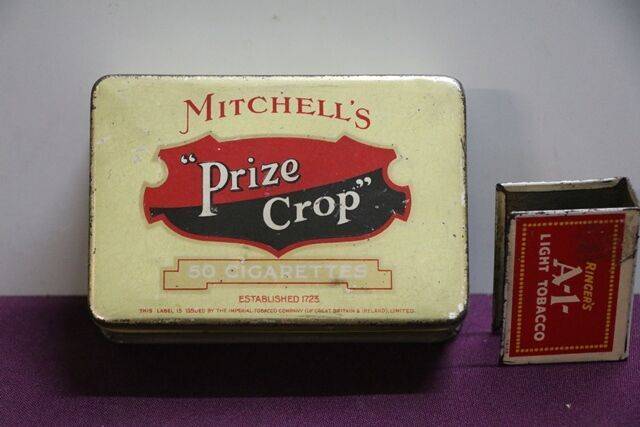 MITCHELL'S
"Prize
Crop"
50 CIGARETTES
ESTABLISHED 1723
THIS LABEL IS ISSUED BY THE IMPERIAL TOBACCO COMPANY (OF GREAT BRITAIN & IRELAND), LIMITED.
RINGER'S
A-1-
LIGHT TOBACCO